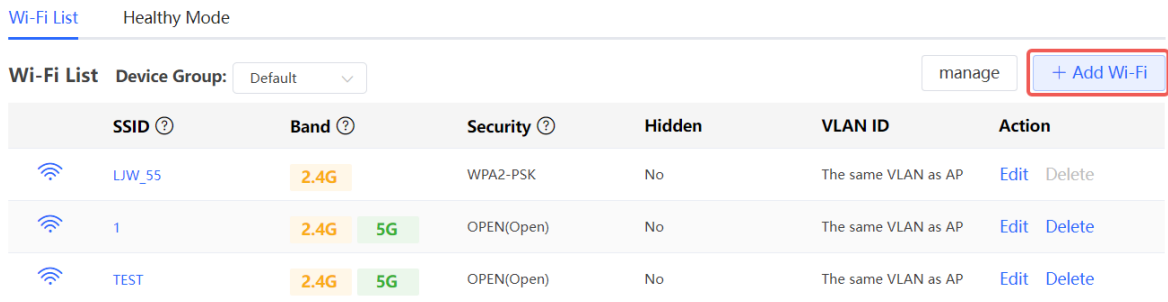 Wi-Fi List Healthy Mode
Wi-Fi List Device Group: Default manage + Add Wi-Fi
SSID ? Band ? Security ? Hidden VLAN ID Action
LJW_55 2.4G WPA2-PSK No The same VLAN as AP Edit Delete
1 2.4G 5G OPEN(Open) No The same VLAN as AP Edit Delete
TEST 2.4G 5G OPEN(Open) No The same VLAN as AP Edit Delete